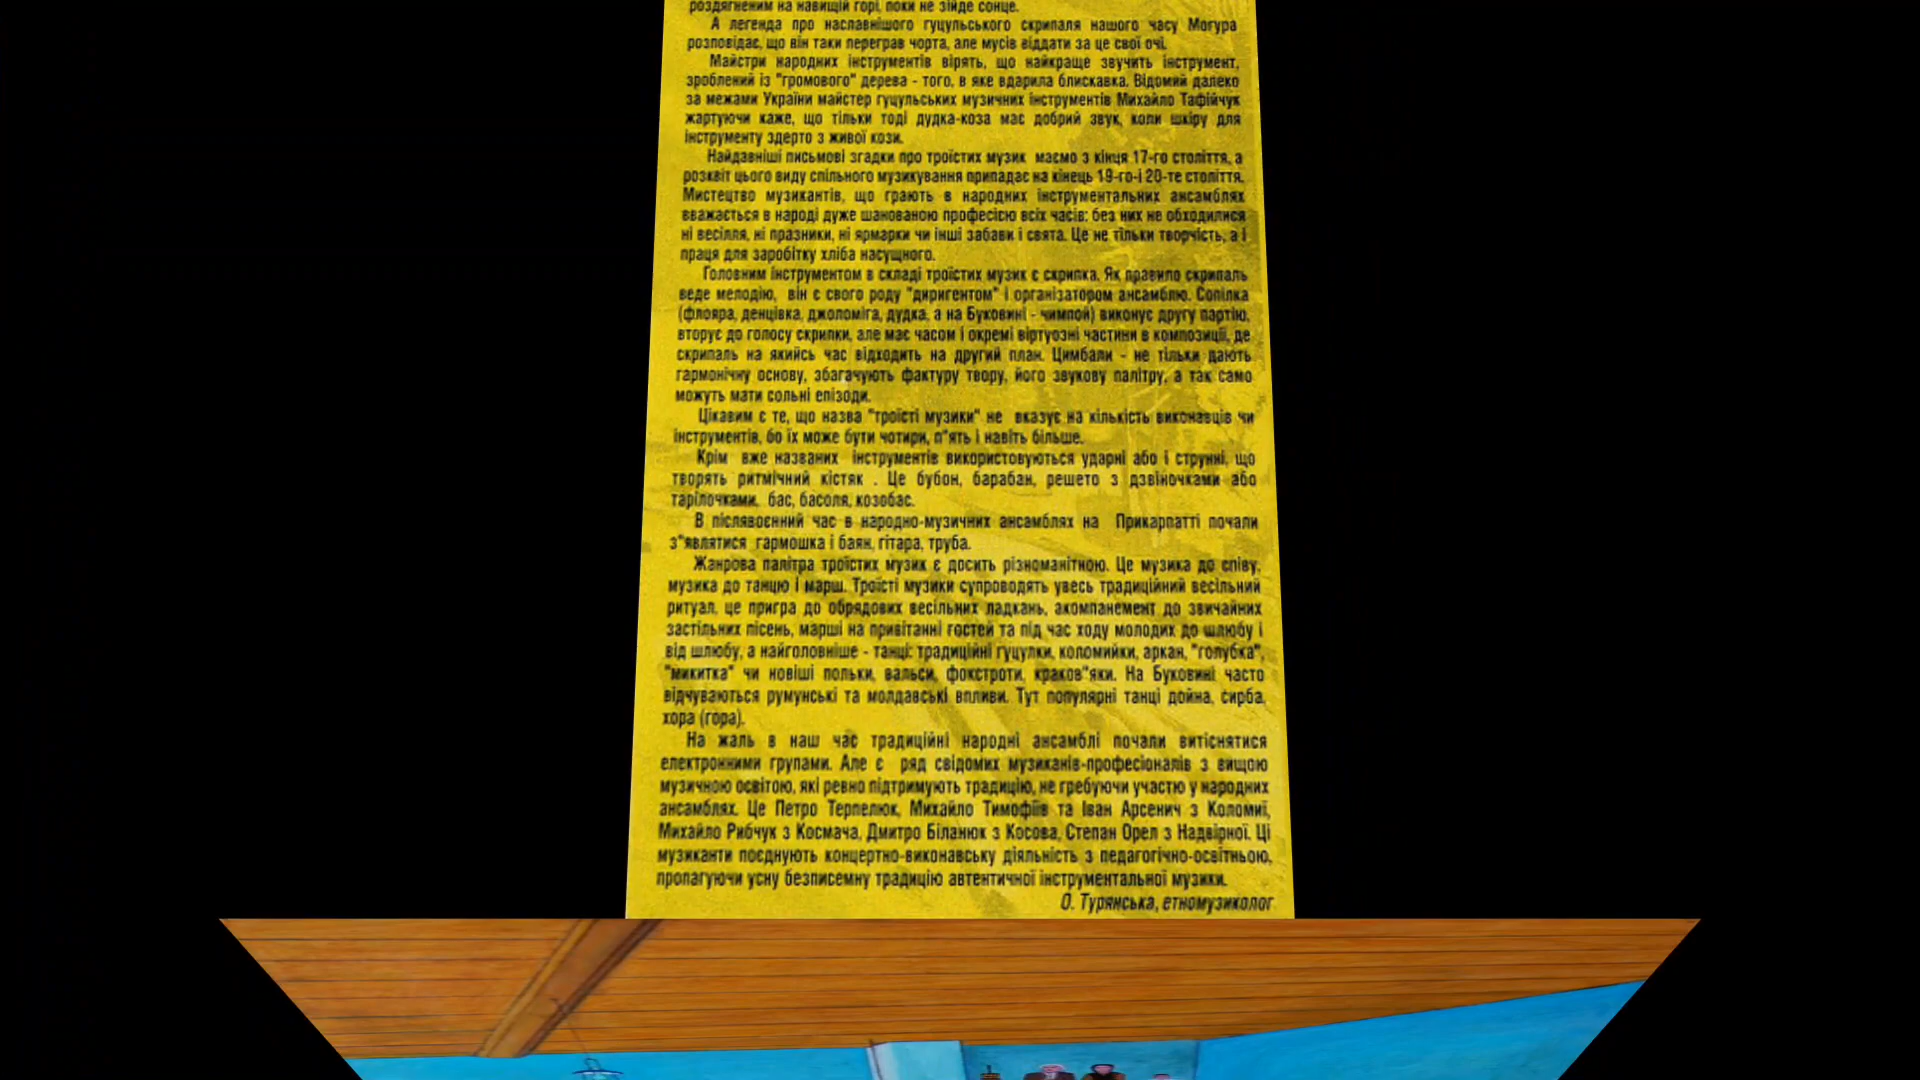 роздягненим на навищій горі, поки не зійде сонце.
А легенда про наславнішого гуцульського скрипаля нашого часу Могура
розповідає, що він таки переграв чорта, але мусів віддати за це свої очі.
Майстри народних інструментів вірять, що найкраще звучить інструмент,
зроблений із "громового" дерева - того, в яке вдарила блискавка. Відомий далеко
за межами України майстер гуцульських музичних інструментів Михайло Тафійчук
жартуючи каже, що тільки тоді дудка-коза має добрий звук, коли шкіру для
інструменту здерто з живої кози.
Найдавніші письмові згадки про троїстих музик маємо з кінця 17-го століття, а
розквіт цього виду спільного музикування припадає на кінець 19-го-і 20-те століття.
Мистецтво музикантів, що грають в народних інструментальних ансамблях
вважається в народі дуже шанованою професією всіх часів: без них не обходилися
ні весілля, ні празники, ні ярмарки чи інші забави і свята. Це не тільки творчість, а і
праця для заробітку хліба насущного.
Головним інструментом в складі троїстих музик є скрипка. Як правило скрипаль
веде мелодію, він є свого роду "диригентом" і організатором ансамблю. Сопілка
(флояра, денцівка, джоломіга, дудка, а на Буковині - чимпой) виконує другу партію,
вторує до голосу скрипки, але має часом і окремі віртуозні частини в композиції, де
скрипаль на якийсь час відходить на другий план. Цимбали - не тільки дають
гармонічну основу, збагачують фактуру твору, його звукову палітру, а так само
можуть мати сольні епізоди.
Цікавим є те, що назва "троїсті музики" не вказує на кількість виконавців чи
інструментів, бо їх може бути чотири, п"ять і навіть більше.
Крім вже названих інструментів використовуються ударні або і струнні, що
творять ритмічний кістяк . Це бубон, барабан, решето з дзвіночками або
тарілочками, бас, басоля, козобас.
В післявоєнний час в народно-музичних ансамблях на Прикарпатті почали
з"являтися гармошка і баян, гітара, труба.
Жанрова палітра троїстих музик є досить різноманітною. Це музика до співу,
музика до танцю і марш. Троїсті музики супроводять увесь традиційний весільний
ритуал, це пригра до обрядових весільних ладкань, акомпанемент до звичайних
застільних пісень, марші на привітанні гостей та під час ходу молодих до шлюбу і
від шлюбу, а найголовніше - танці: традиційні гуцулки, коломийки, аркан, "голубка",
"микитка" чи новіші польки, вальси, фокстроти, краков"яки. На Буковині часто
відчуваються румунські та молдавські впливи. Тут популярні танці дойна, сирба,
хора (гора).
На жаль в наш час традиційні народні ансамблі почали витіснятися
електронними групами. Але є ряд свідомих музиканів-професіоналів з вищою
музичною освітою, які ревно підтримують традицію, не гребуючи участю у народних
ансамблях. Це Петро Терпелюк, Михайло Тимофіїв та Іван Арсенич з Коломиї,
Михайло Рибчук з Космача, Дмитро Біланюк з Косова, Степан Орел з Надвірної. Ці
музиканти поєднують концертно-виконавську діяльність з педагогічно-освітньою,
пропагуючи усну безписемну традицію автентичної інструментальної музики.
О. Турянська, етномузиколог